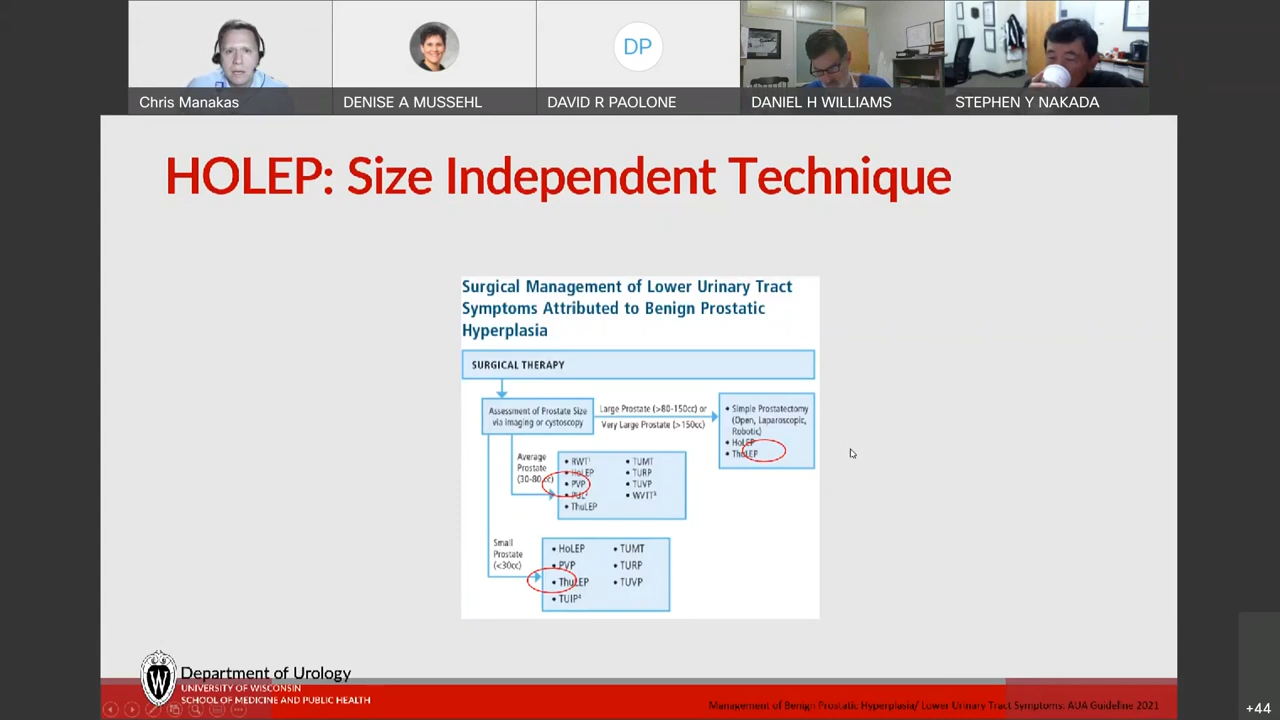 Chris Manakas
DENISE A MUSSEHL
DP
DAVID R PAOLONE
DANIEL H WILLIAMS
STEPHEN Y NAKADA
HOLEP: Size Independent Technique
Surgical Management of Lower Urinary Tract
Symptoms Attributed to Benign Prostatic
Hyperplasia
SURGICAL THERAPY
Assessment of Prostate Size
via imaging or cystoscopy
Large Prostate (>80-150cc) or
Very Large Prostate (>150cc)
• Simple Prostatectomy
(Open, Laparoscopic,
Robotic)
• HoLEP
• ThuLEP
Average
Prostate
(30-80cc)
• RWT¹
• HoLEP
• PVP
• PUL²
• ThuLEP
• TUMT
• TURP
• TUVP
• WVTT³
Small
Prostate
(<30cc)
• HoLEP
• PVP
• ThuLEP
• TUIP⁴
• TUMT
• TURP
• TUVP
W
Department of Urology
UNIVERSITY OF WISCONSIN
SCHOOL OF MEDICINE AND PUBLIC HEALTH
Management of Benign Prostatic Hyperplasia/ Lower Urinary Tract Symptoms: AUA Guideline 2021
+44